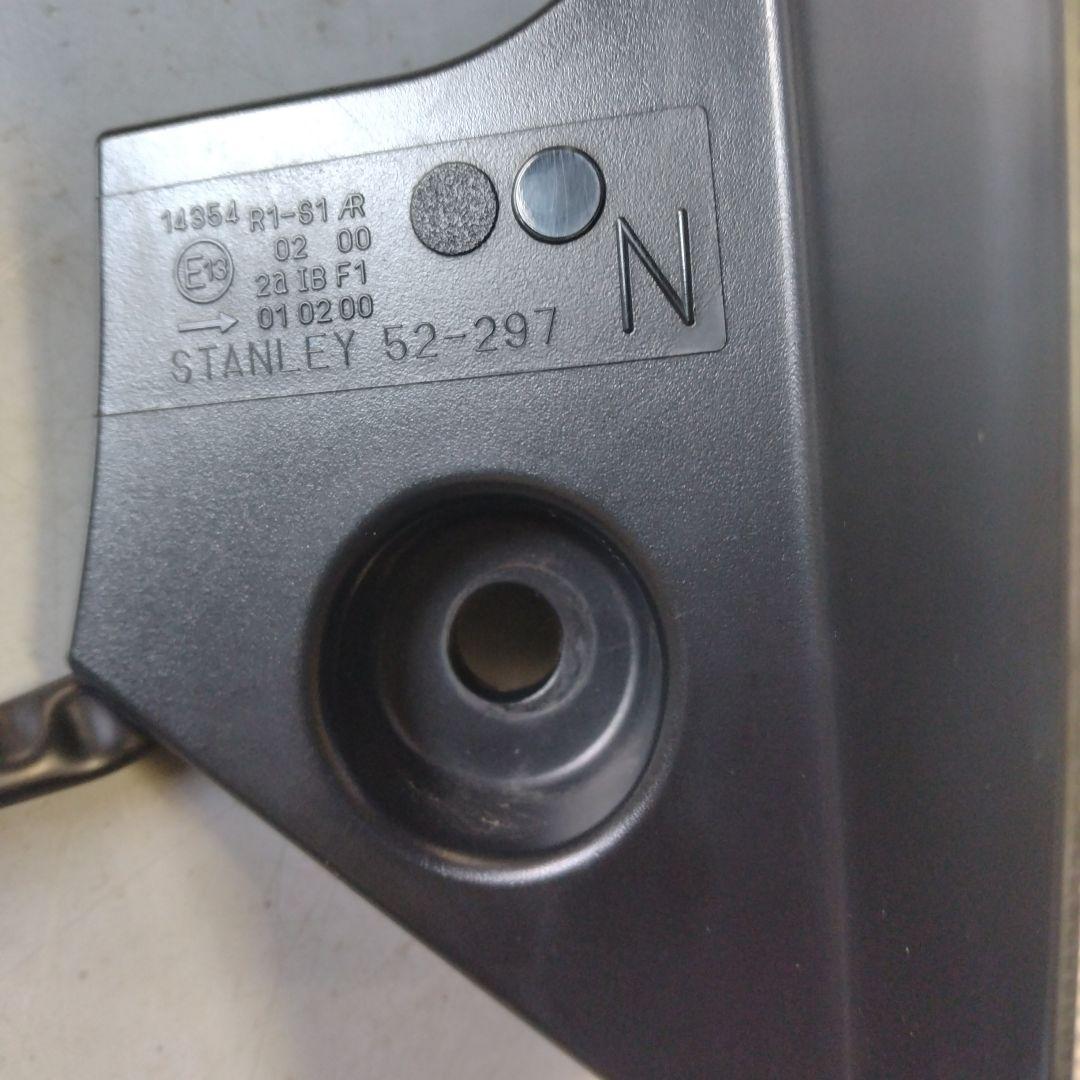 14354 R1-S1 AR
E13 02 00
2a IB F1
→ 01 02 00
STANLEY 52-297
N